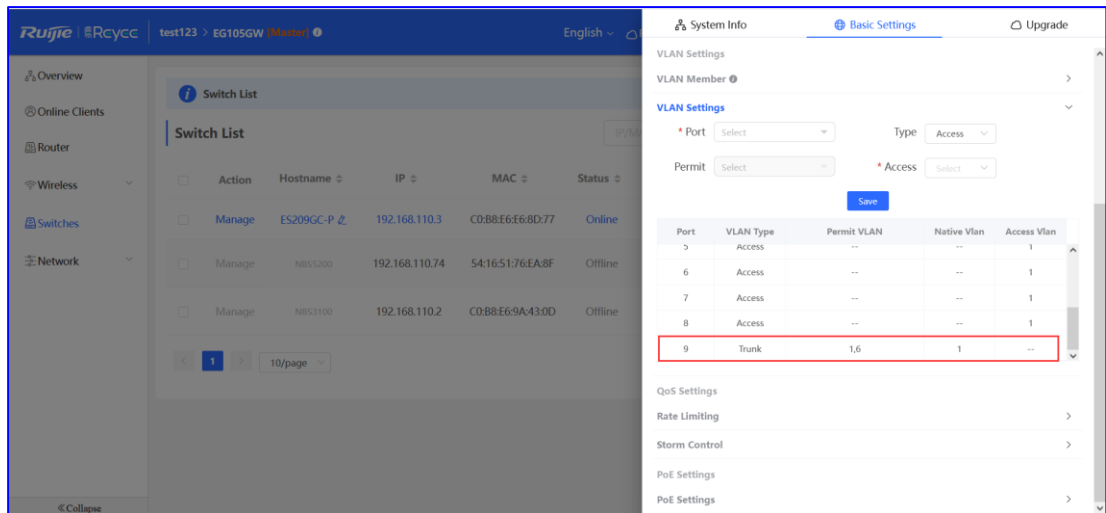 Ruijie Rcycc test123 > EG105GW [Master] English
Overview
Online Clients
Router
Wireless
Switches
Network
«Collapse
Switch List
Switch List
IP/MA
Action Hostname IP MAC Status
Manage ES209GC-P 192.168.110.3 C0:B8:E6:E6:8D:77 Online
Manage NBS5200 192.168.110.74 54:16:51:76:EA:8F Offline
Manage NBS3100 192.168.110.2 C0:B8:E6:9A:43:0D Offline
< 1 > 10/page
System Info Basic Settings Upgrade
VLAN Settings
VLAN Member
VLAN Settings
* Port Select Type Access
Permit Select * Access Select
Save
Port VLAN Type Permit VLAN Native Vlan Access Vlan
5 Access -- -- 1
6 Access -- -- 1
7 Access -- -- 1
8 Access -- -- 1
9 Trunk 1,6 1 --
QoS Settings
Rate Limiting
Storm Control
PoE Settings
PoE Settings